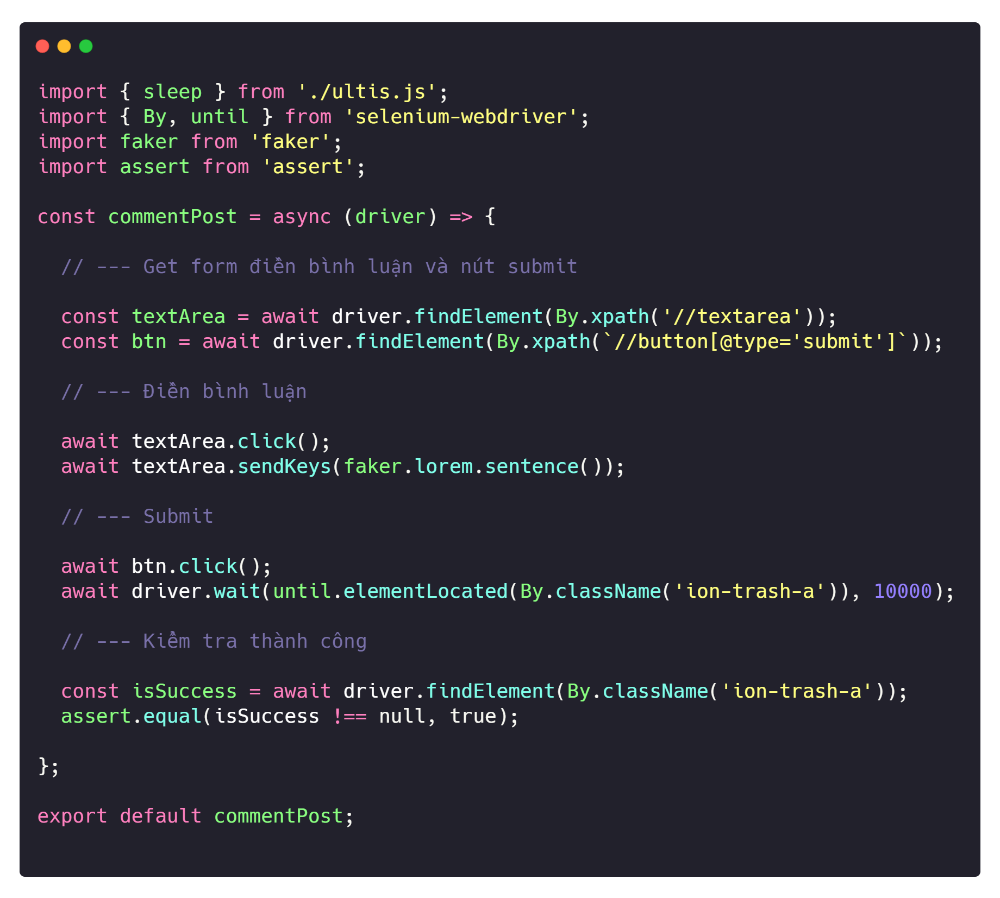 import { sleep } from './ultis.js';
import { By, until } from 'selenium-webdriver';
import faker from 'faker';
import assert from 'assert';
const commentPost = async (driver) => {
// --- Get form điền bình luận và nút submit
const textArea = await driver.findElement(By.xpath('//textarea'));
const btn = await driver.findElement(By.xpath(`//button[@type='submit']`));
// --- Điền bình luận
await textArea.click();
await textArea.sendKeys(faker.lorem.sentence());
// --- Submit
await btn.click();
await driver.wait(until.elementLocated(By.className('ion-trash-a')), 10000);
// --- Kiểm tra thành công
const isSuccess = await driver.findElement(By.className('ion-trash-a'));
assert.equal(isSuccess !== null, true);
};
export default commentPost;